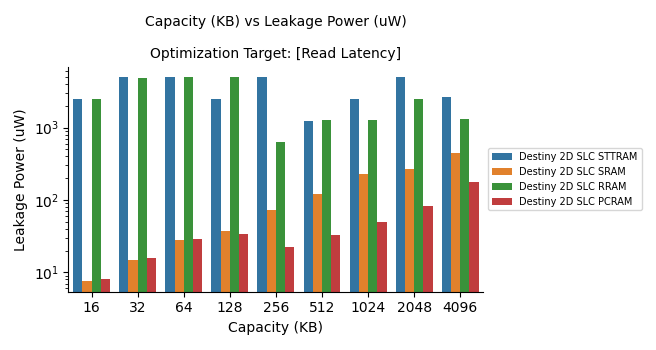 Capacity (KB) vs Leakage Power (uW)
Optimization Target: [Read Latency]
Leakage Power (uW)
10³
10²
10¹
16 32 64 128 256 512 1024 2048 4096
Capacity (KB)
Destiny 2D SLC STTRAM
Destiny 2D SLC SRAM
Destiny 2D SLC RRAM
Destiny 2D SLC PCRAM